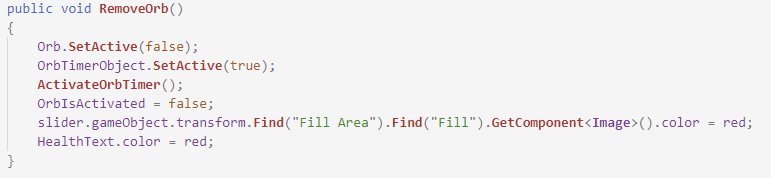 public void RemoveOrb()
{
    Orb.SetActive(false);
    OrbTimerObject.SetActive(true);
    ActivateOrbTimer();
    OrbIsActivated = false;
    slider.gameObject.transform.Find("Fill Area").Find("Fill").GetComponent<Image>().color = red;
    HealthText.color = red;
}